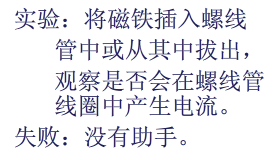 实验：将磁铁插入螺线
管中或从其中拔出，
观察是否会在螺线管
线圈中产生电流。
失败：没有助手。